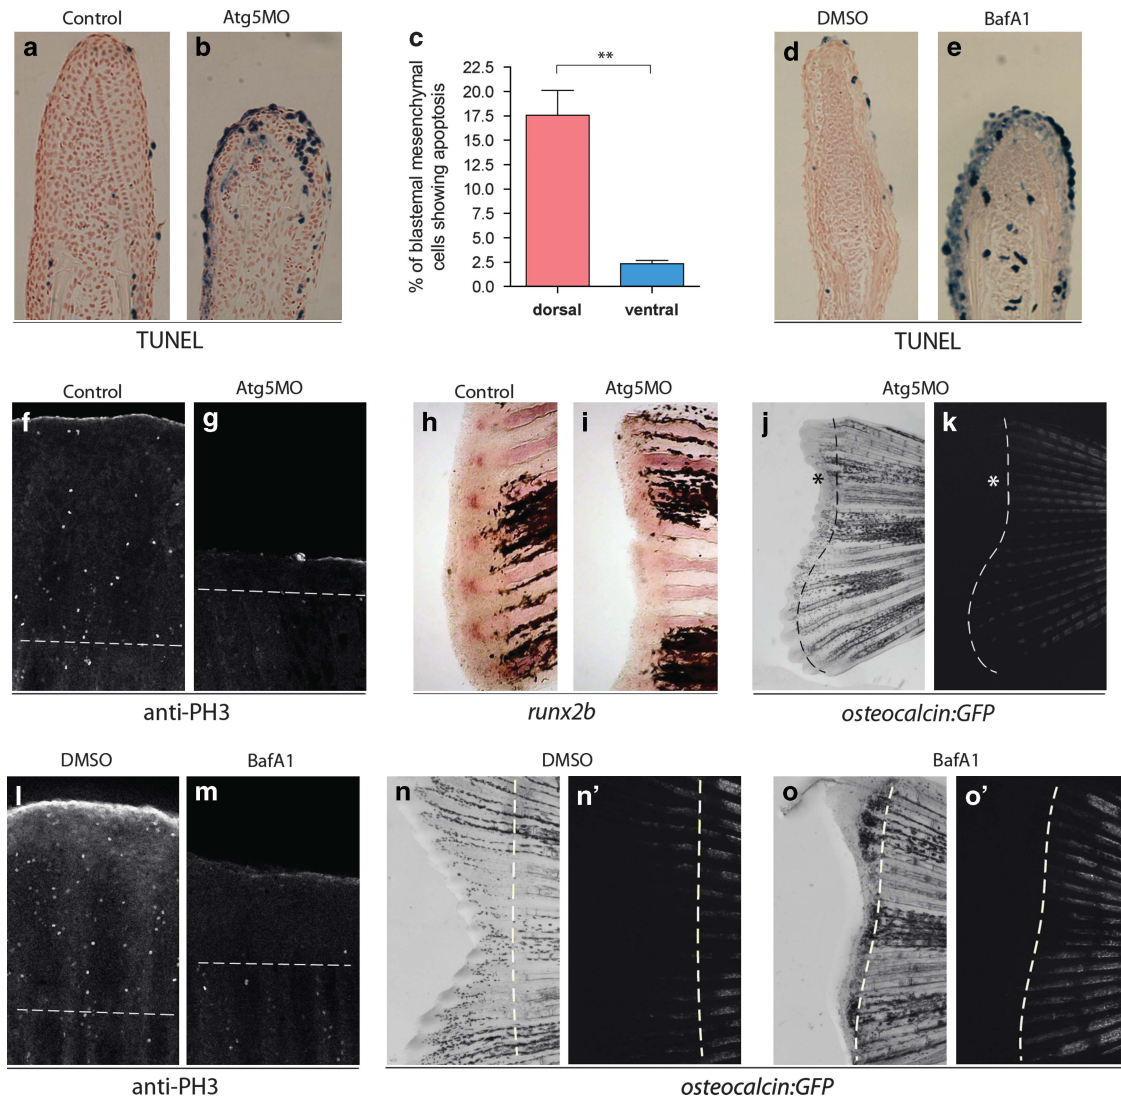 Control
Atg5MO
a
b
TUNEL
c
% of blastemal mesenchymal
cells showing apoptosis
22.5
20.0
17.5
15.0
12.5
10.0
7.5
5.0
2.5
0.0
**
dorsal
ventral
DMSO
BafA1
d
e
TUNEL
Control
Atg5MO
f
g
anti-PH3
Control
Atg5MO
h
i
runx2b
Atg5MO
j
k
*
*
osteocalcin:GFP
DMSO
BafA1
l
m
anti-PH3
DMSO
BafA1
n
n’
o
o’
osteocalcin:GFP